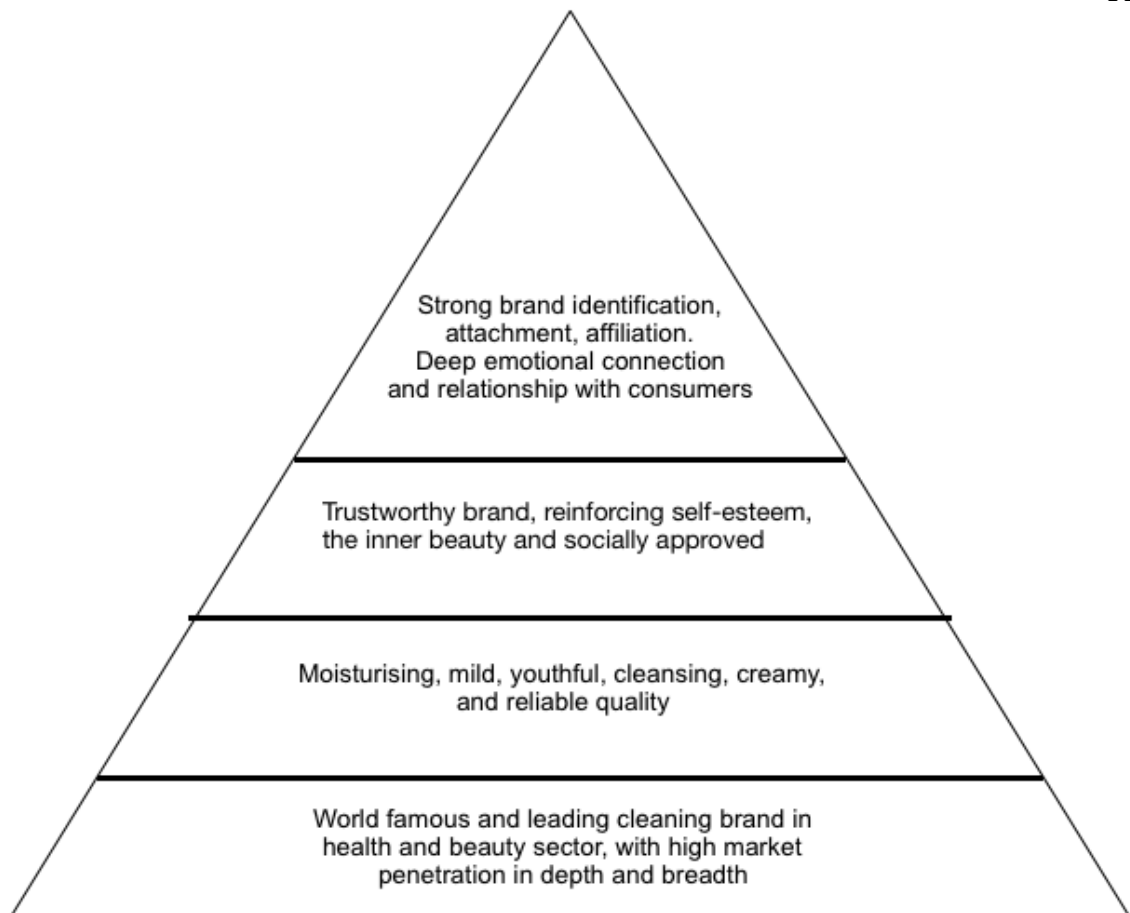 Strong brand identification,
attachment, affiliation.
Deep emotional connection
and relationship with consumers
Trustworthy brand, reinforcing self-esteem,
the inner beauty and socially approved
Moisturising, mild, youthful, cleansing, creamy,
and reliable quality
World famous and leading cleaning brand in
health and beauty sector, with high market
penetration in depth and breadth